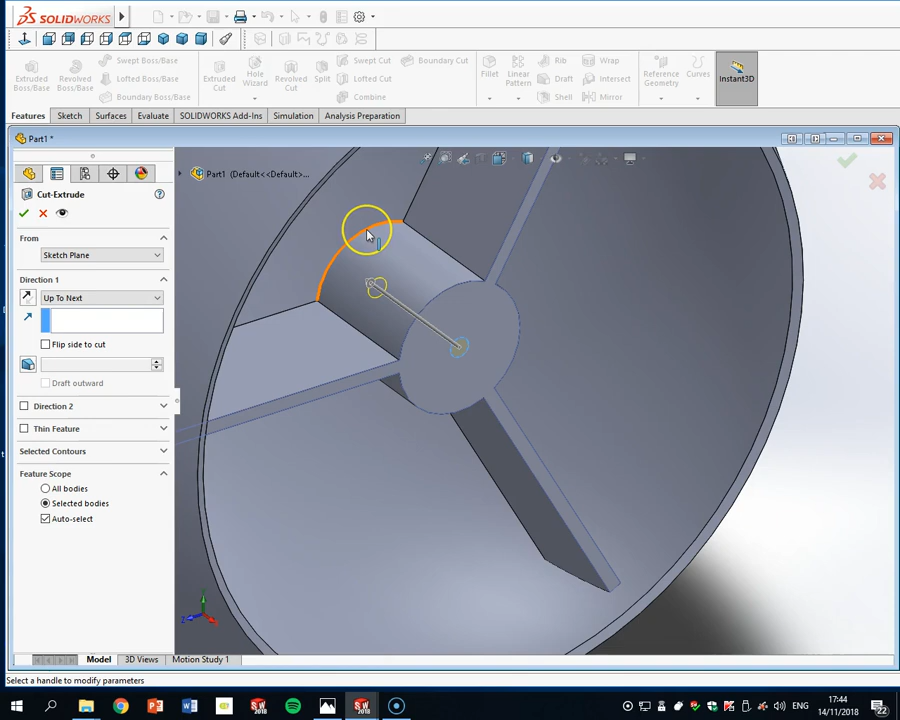 SOLIDWORKS
Extruded Boss/Base
Revolved Boss/Base
Swept Boss/Base
Lofted Boss/Base
Boundary Boss/Base
Extruded Cut
Hole Wizard
Revolved Cut
Split
Swept Cut
Lofted Cut
Combine
Boundary Cut
Fillet
Linear Pattern
Rib
Draft
Shell
Wrap
Intersect
Mirror
Reference Geometry
Curves
Instant3D
Features
Sketch
Surfaces
Evaluate
SOLIDWORKS Add-Ins
Simulation
Analysis Preparation
Part1 *
Part1 (Default<<Default>...
Cut-Extrude
From
Sketch Plane
Direction 1
Up To Next
Flip side to cut
Draft outward
Direction 2
Thin Feature
Selected Contours
Feature Scope
All bodies
Selected bodies
Auto-select
Model
3D Views
Motion Study 1
Select a handle to modify parameters
ENG
17:44
14/11/2018
22